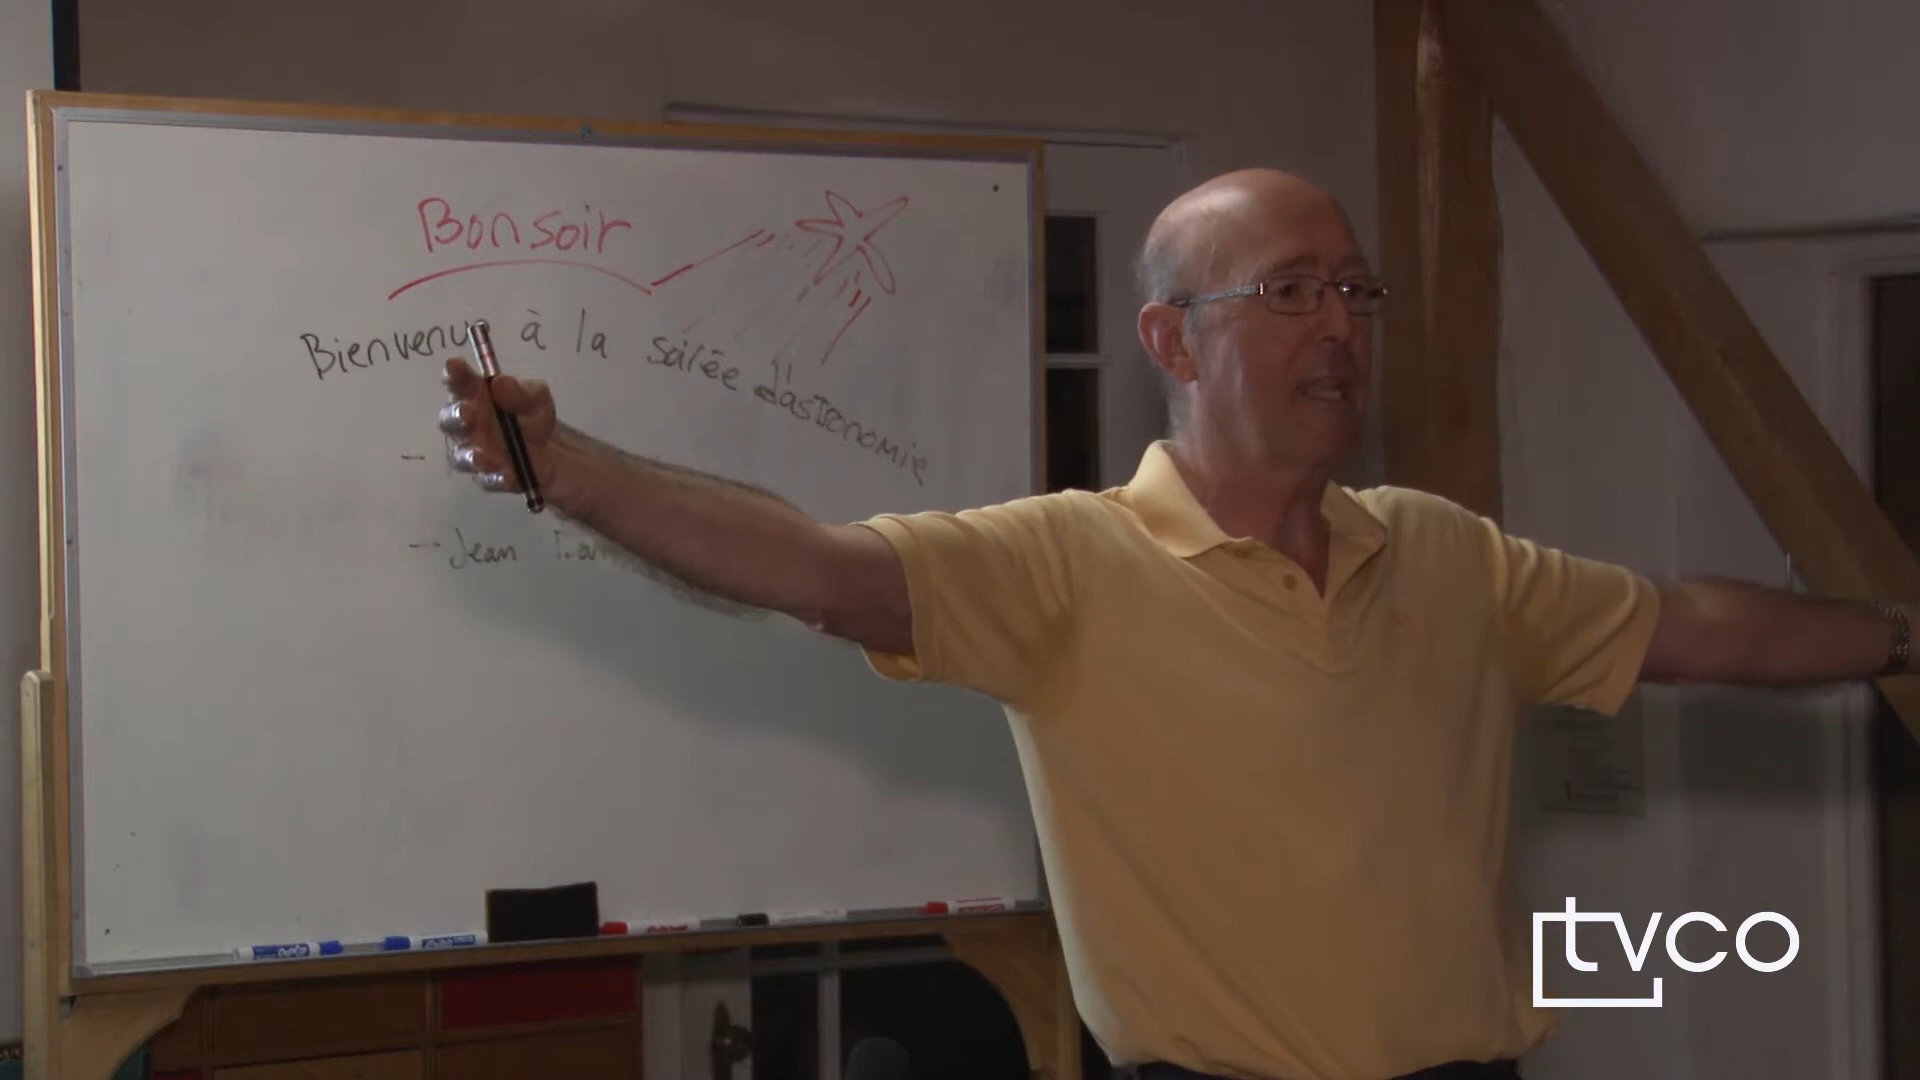 Bonsoir
Bienvenue à la soirée d'astronomie
-
- Jean
tvco